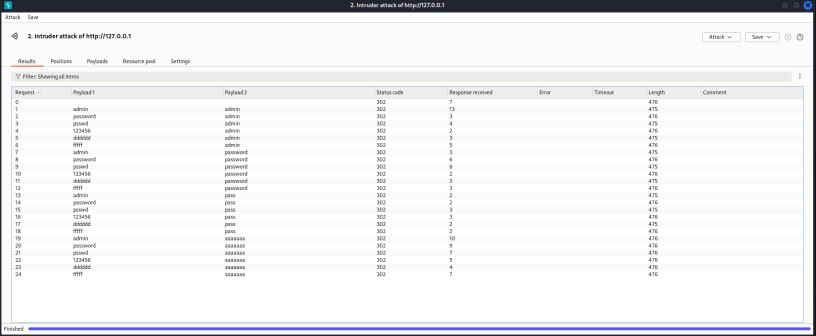 2. Intruder attack of http://127.0.0.1
Attack Save
2. Intruder attack of http://127.0.0.1 Attack Save
Results Positions Payloads Resource pool Settings
Filter: Showing all items
Request Payload 1 Payload 2 Status code Response received Error Timeout Length Comment
0 302 7 476
1 admin admin 302 13 475
2 password admin 302 3 476
3 psswd admin 302 4 475
4 123456 admin 302 2 476
5 dddddd admin 302 3 475
6 fffff admin 302 5 476
7 admin password 302 3 475
8 password password 302 6 476
9 psswd password 302 6 475
10 123456 password 302 2 476
11 dddddd password 302 3 475
12 fffff password 302 3 476
13 admin pass 302 2 475
14 password pass 302 2 476
15 psswd pass 302 3 475
16 123456 pass 302 3 476
17 dddddd pass 302 2 475
18 fffff pass 302 2 476
19 admin aaaaaaa 302 10 476
20 password aaaaaaa 302 9 476
21 psswd aaaaaaa 302 7 476
22 123456 aaaaaaa 302 5 476
23 dddddd aaaaaaa 302 4 476
24 fffff aaaaaaa 302 7 476
Finished